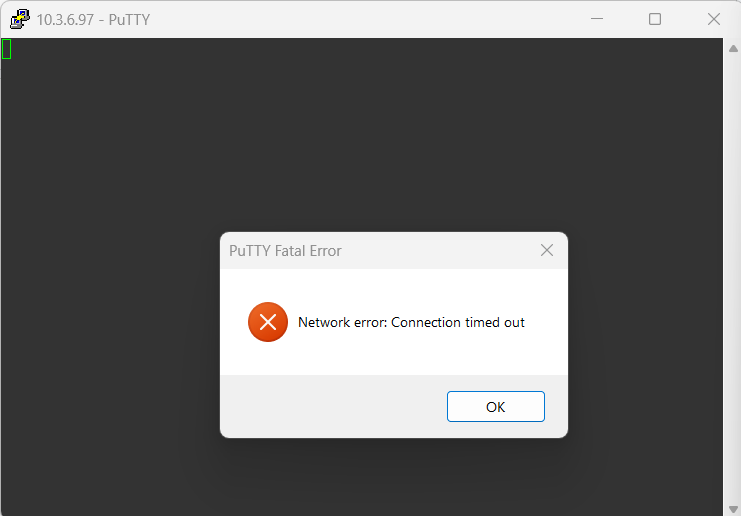 10.3.6.97 - PuTTY
PuTTY Fatal Error
Network error: Connection timed out
OK